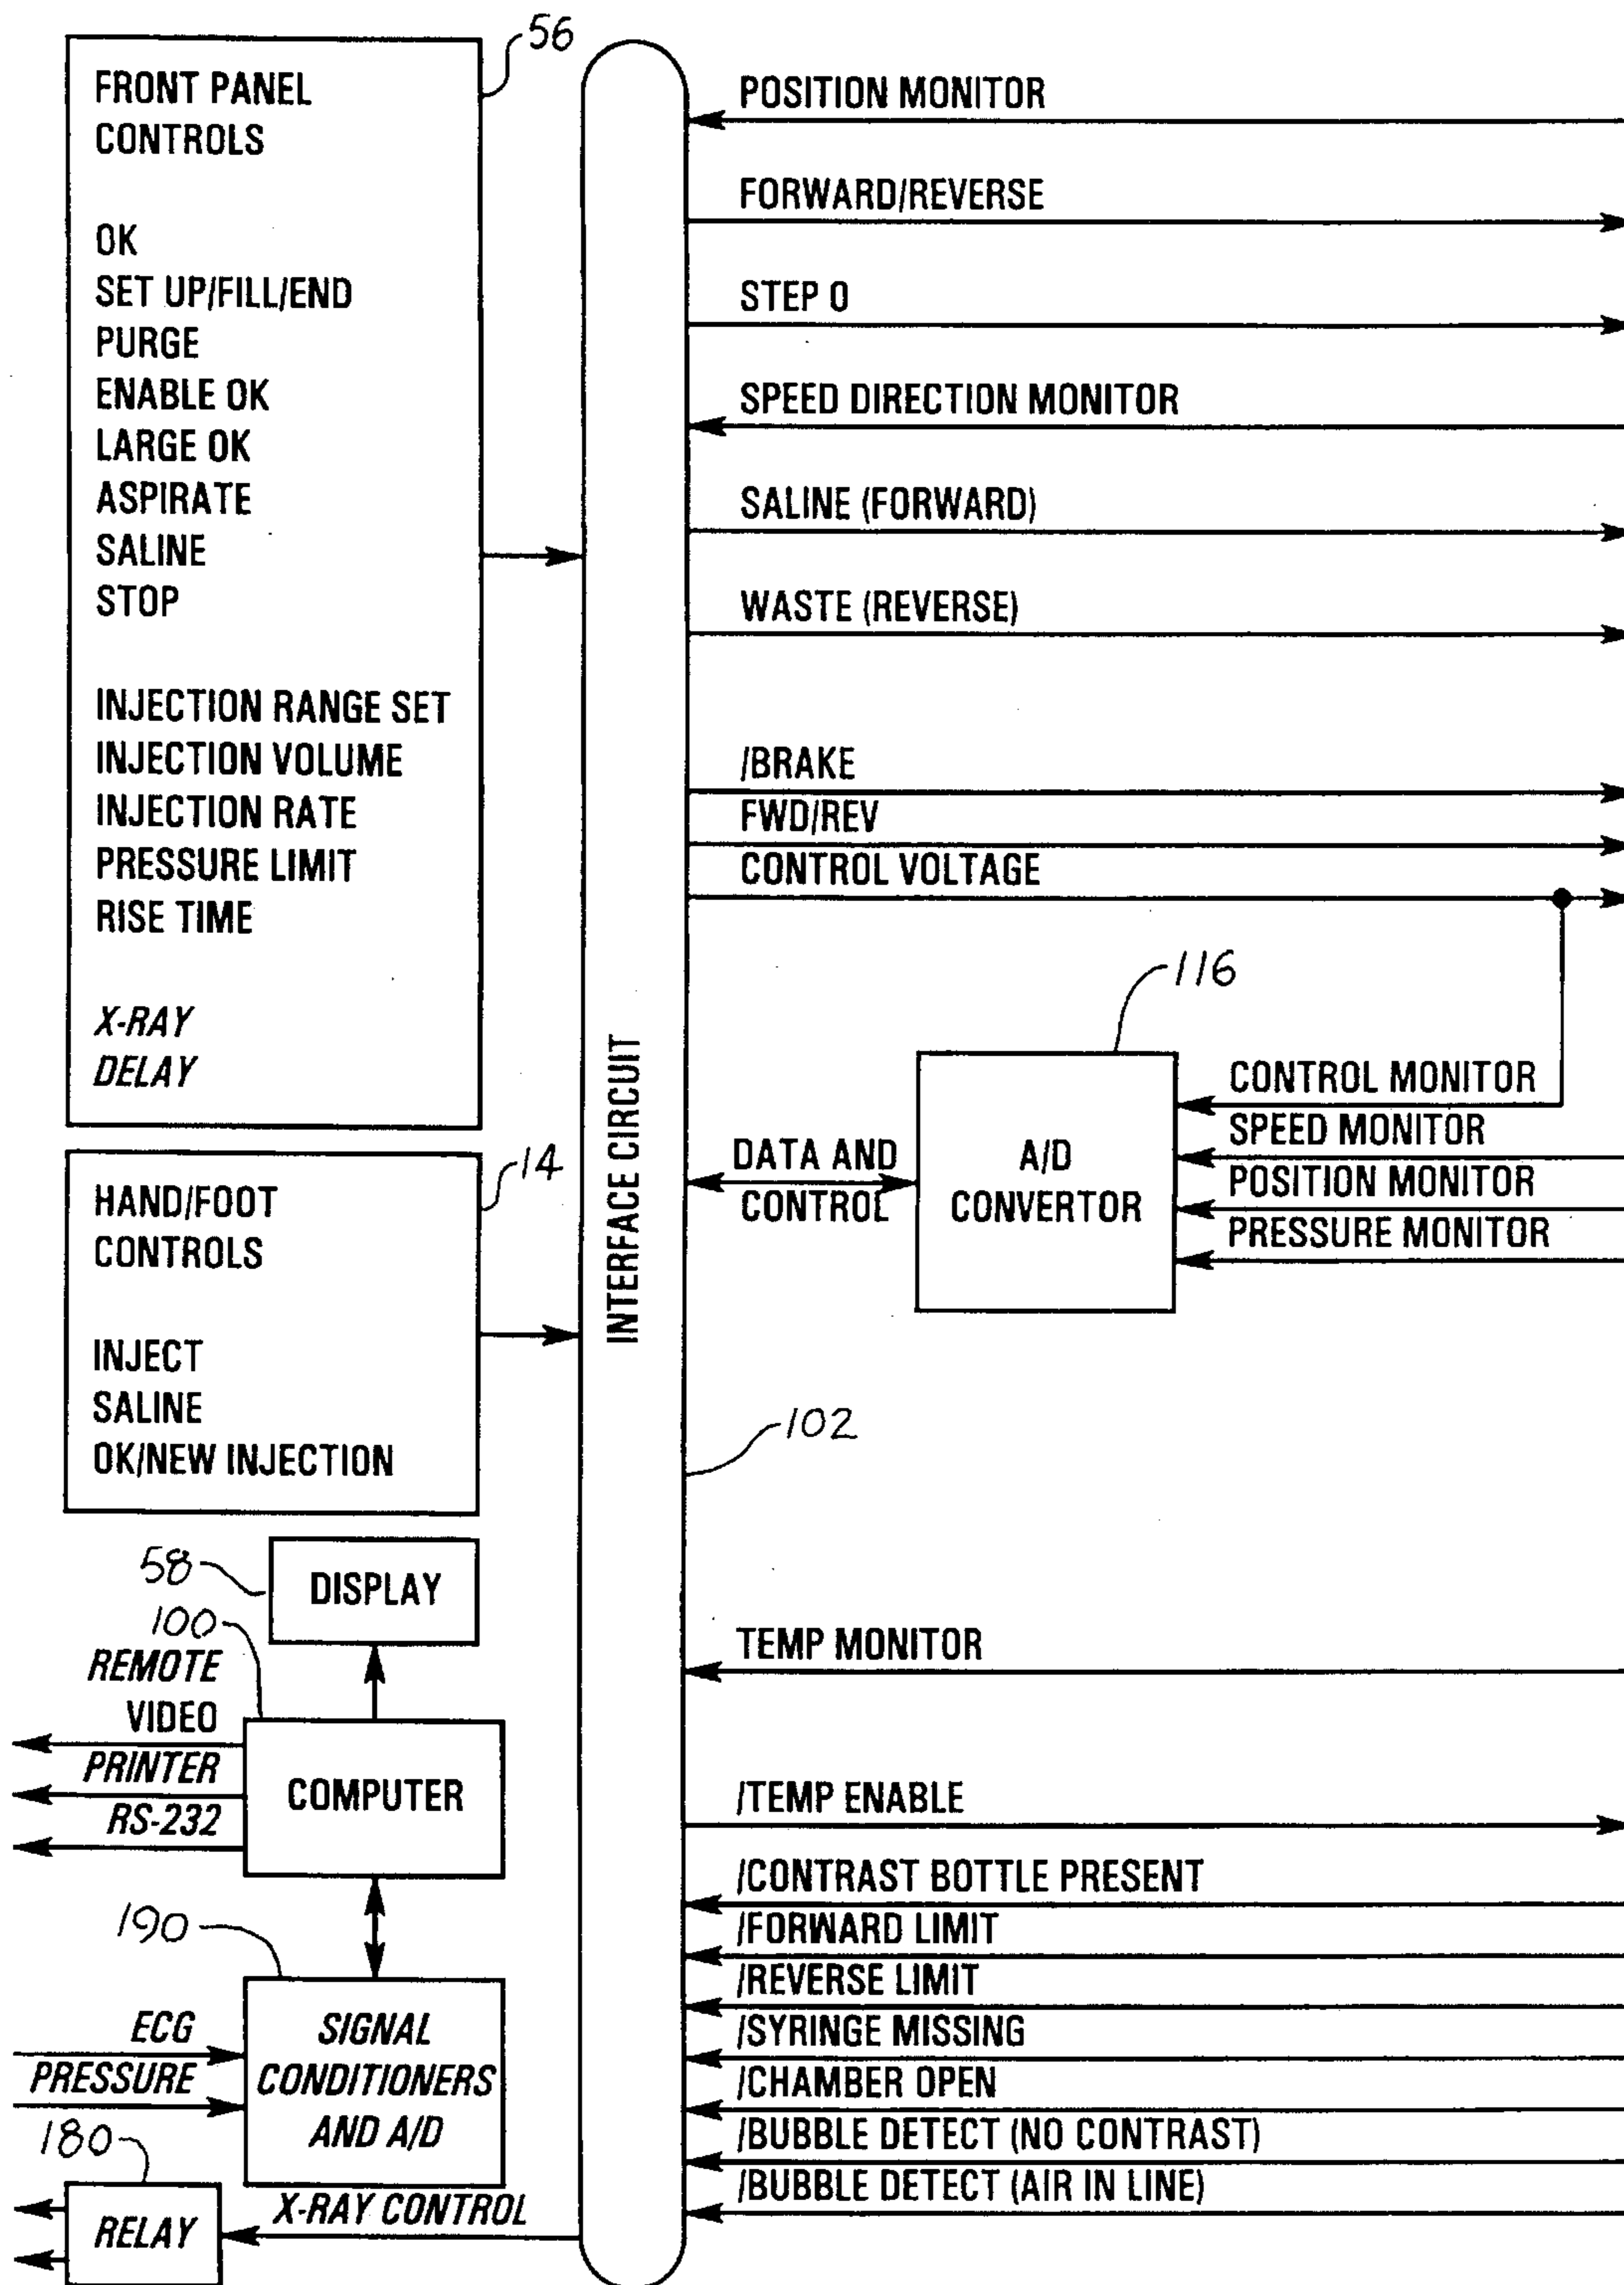 56
FRONT PANEL
CONTROLS
OK
SET UP/FILL/END
PURGE
ENABLE OK
LARGE OK
ASPIRATE
SALINE
STOP
INJECTION RANGE SET
INJECTION VOLUME
INJECTION RATE
PRESSURE LIMIT
RISE TIME
X-RAY
DELAY
14
HAND/FOOT
CONTROLS
INJECT
SALINE
OK/NEW INJECTION
58
DISPLAY
100
REMOTE
VIDEO
PRINTER
RS-232
COMPUTER
190
ECG
PRESSURE
SIGNAL
CONDITIONERS
AND A/D
180
RELAY
X-RAY CONTROL
INTERFACE CIRCUIT
102
POSITION MONITOR
FORWARD/REVERSE
STEP 0
SPEED DIRECTION MONITOR
SALINE (FORWARD)
WASTE (REVERSE)
/BRAKE
FWD/REV
CONTROL VOLTAGE
116
DATA AND
CONTROL
A/D
CONVERTOR
CONTROL MONITOR
SPEED MONITOR
POSITION MONITOR
PRESSURE MONITOR
TEMP MONITOR
/TEMP ENABLE
/CONTRAST BOTTLE PRESENT
/FORWARD LIMIT
/REVERSE LIMIT
/SYRINGE MISSING
/CHAMBER OPEN
/BUBBLE DETECT (NO CONTRAST)
/BUBBLE DETECT (AIR IN LINE)